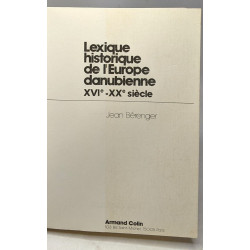 Lexique
historique
de l'Europe
danubienne
XVIe-XXe siècle
Jean Bérenger
Armand Colin